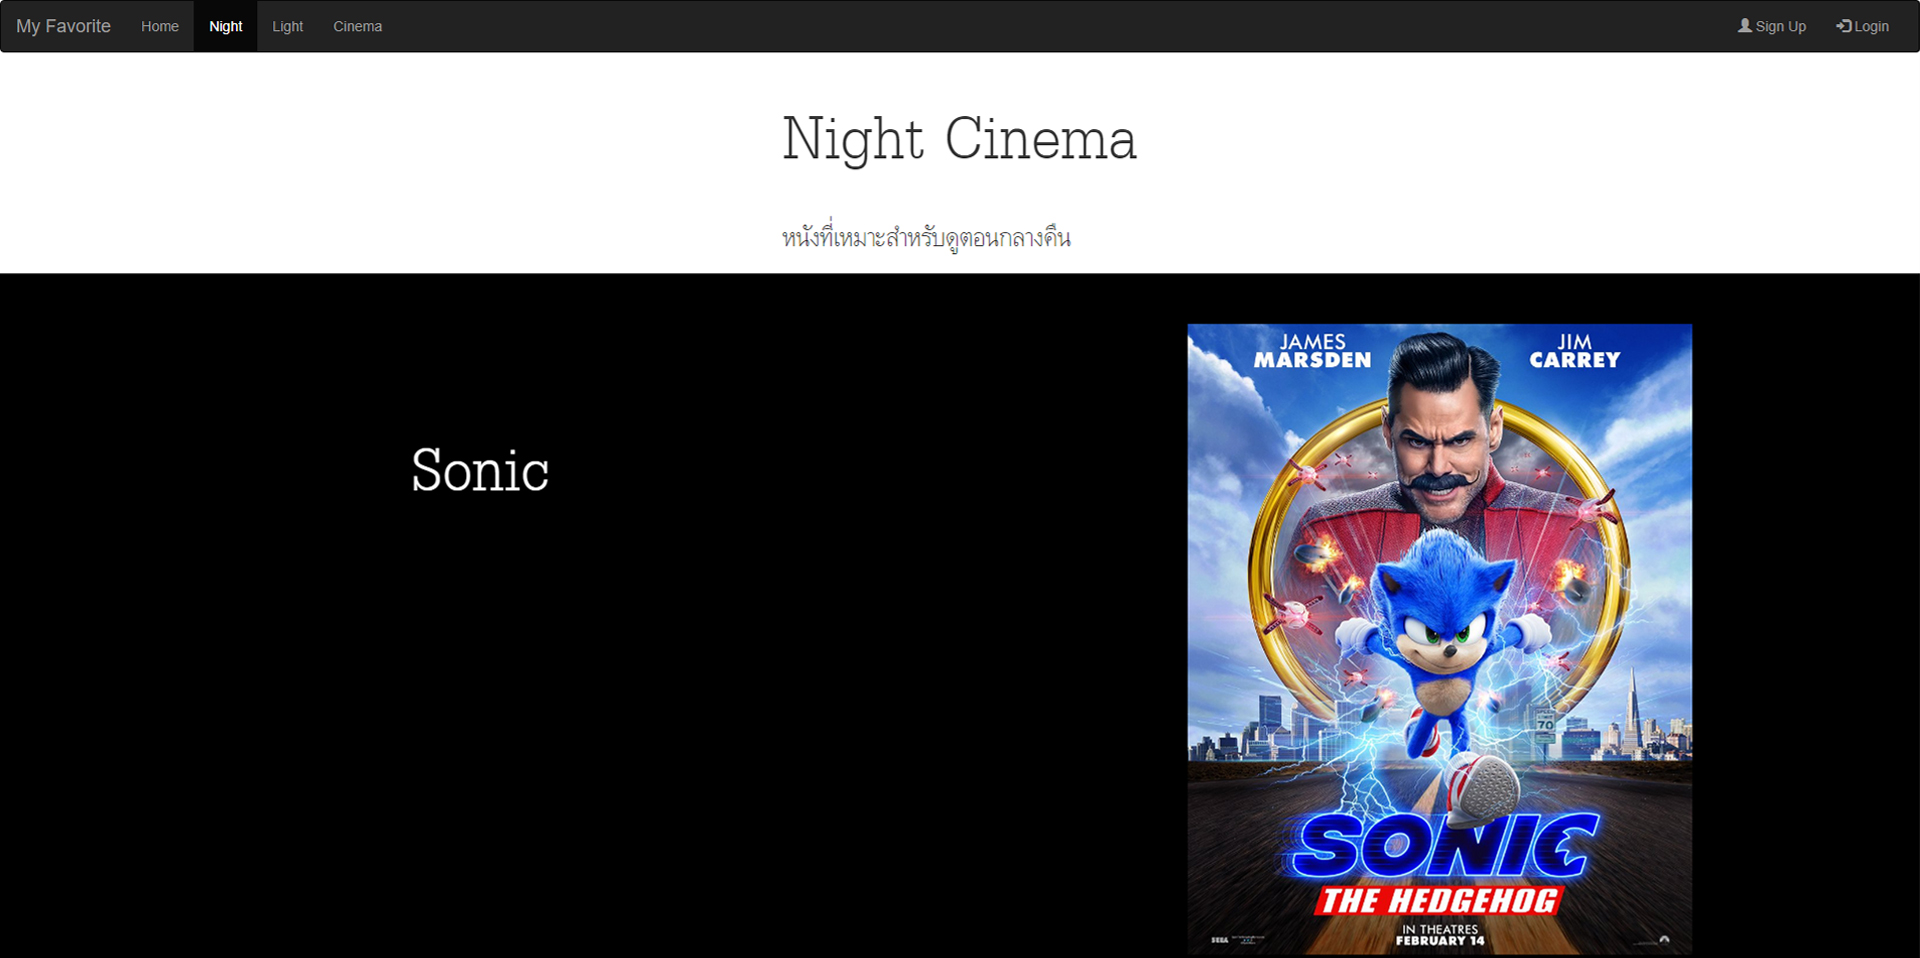 My Favorite Home Night Light Cinema Sign Up Login
Night Cinema
หนังที่เหมาะสำหรับดูตอนกลางคืน
Sonic
JAMES MARSDEN
JIM CARREY
SPEED LIMIT 70
SONIC
THE HEDGEHOG
IN THEATRES
FEBRUARY 14
SEGA